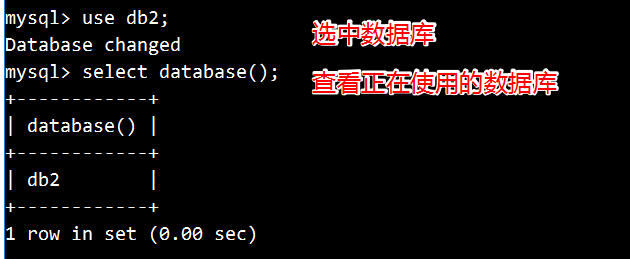 mysql> use db2;
选中数据库
Database changed
mysql> select database();
查看正在使用的数据库
+------------+
| database() |
+------------+
| db2        |
+------------+
1 row in set (0.00 sec)